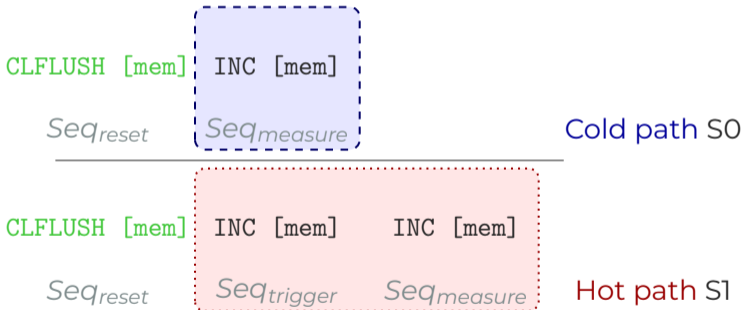 CLFLUSH [mem] INC [mem]
Seqreset Seqmeasure Cold path S0
CLFLUSH [mem] INC [mem] INC [mem]
Seqreset Seqtrigger Seqmeasure Hot path S1